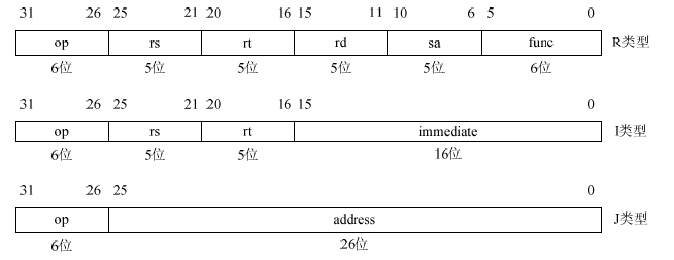 31 26 25 21 20 16 15 11 10 6 5 0
op rs rt rd sa func R类型
6位 5位 5位 5位 5位 6位
31 26 25 21 20 16 15 0
op rs rt immediate I类型
6位 5位 5位 16位
31 26 25 0
op address J类型
6位 26位